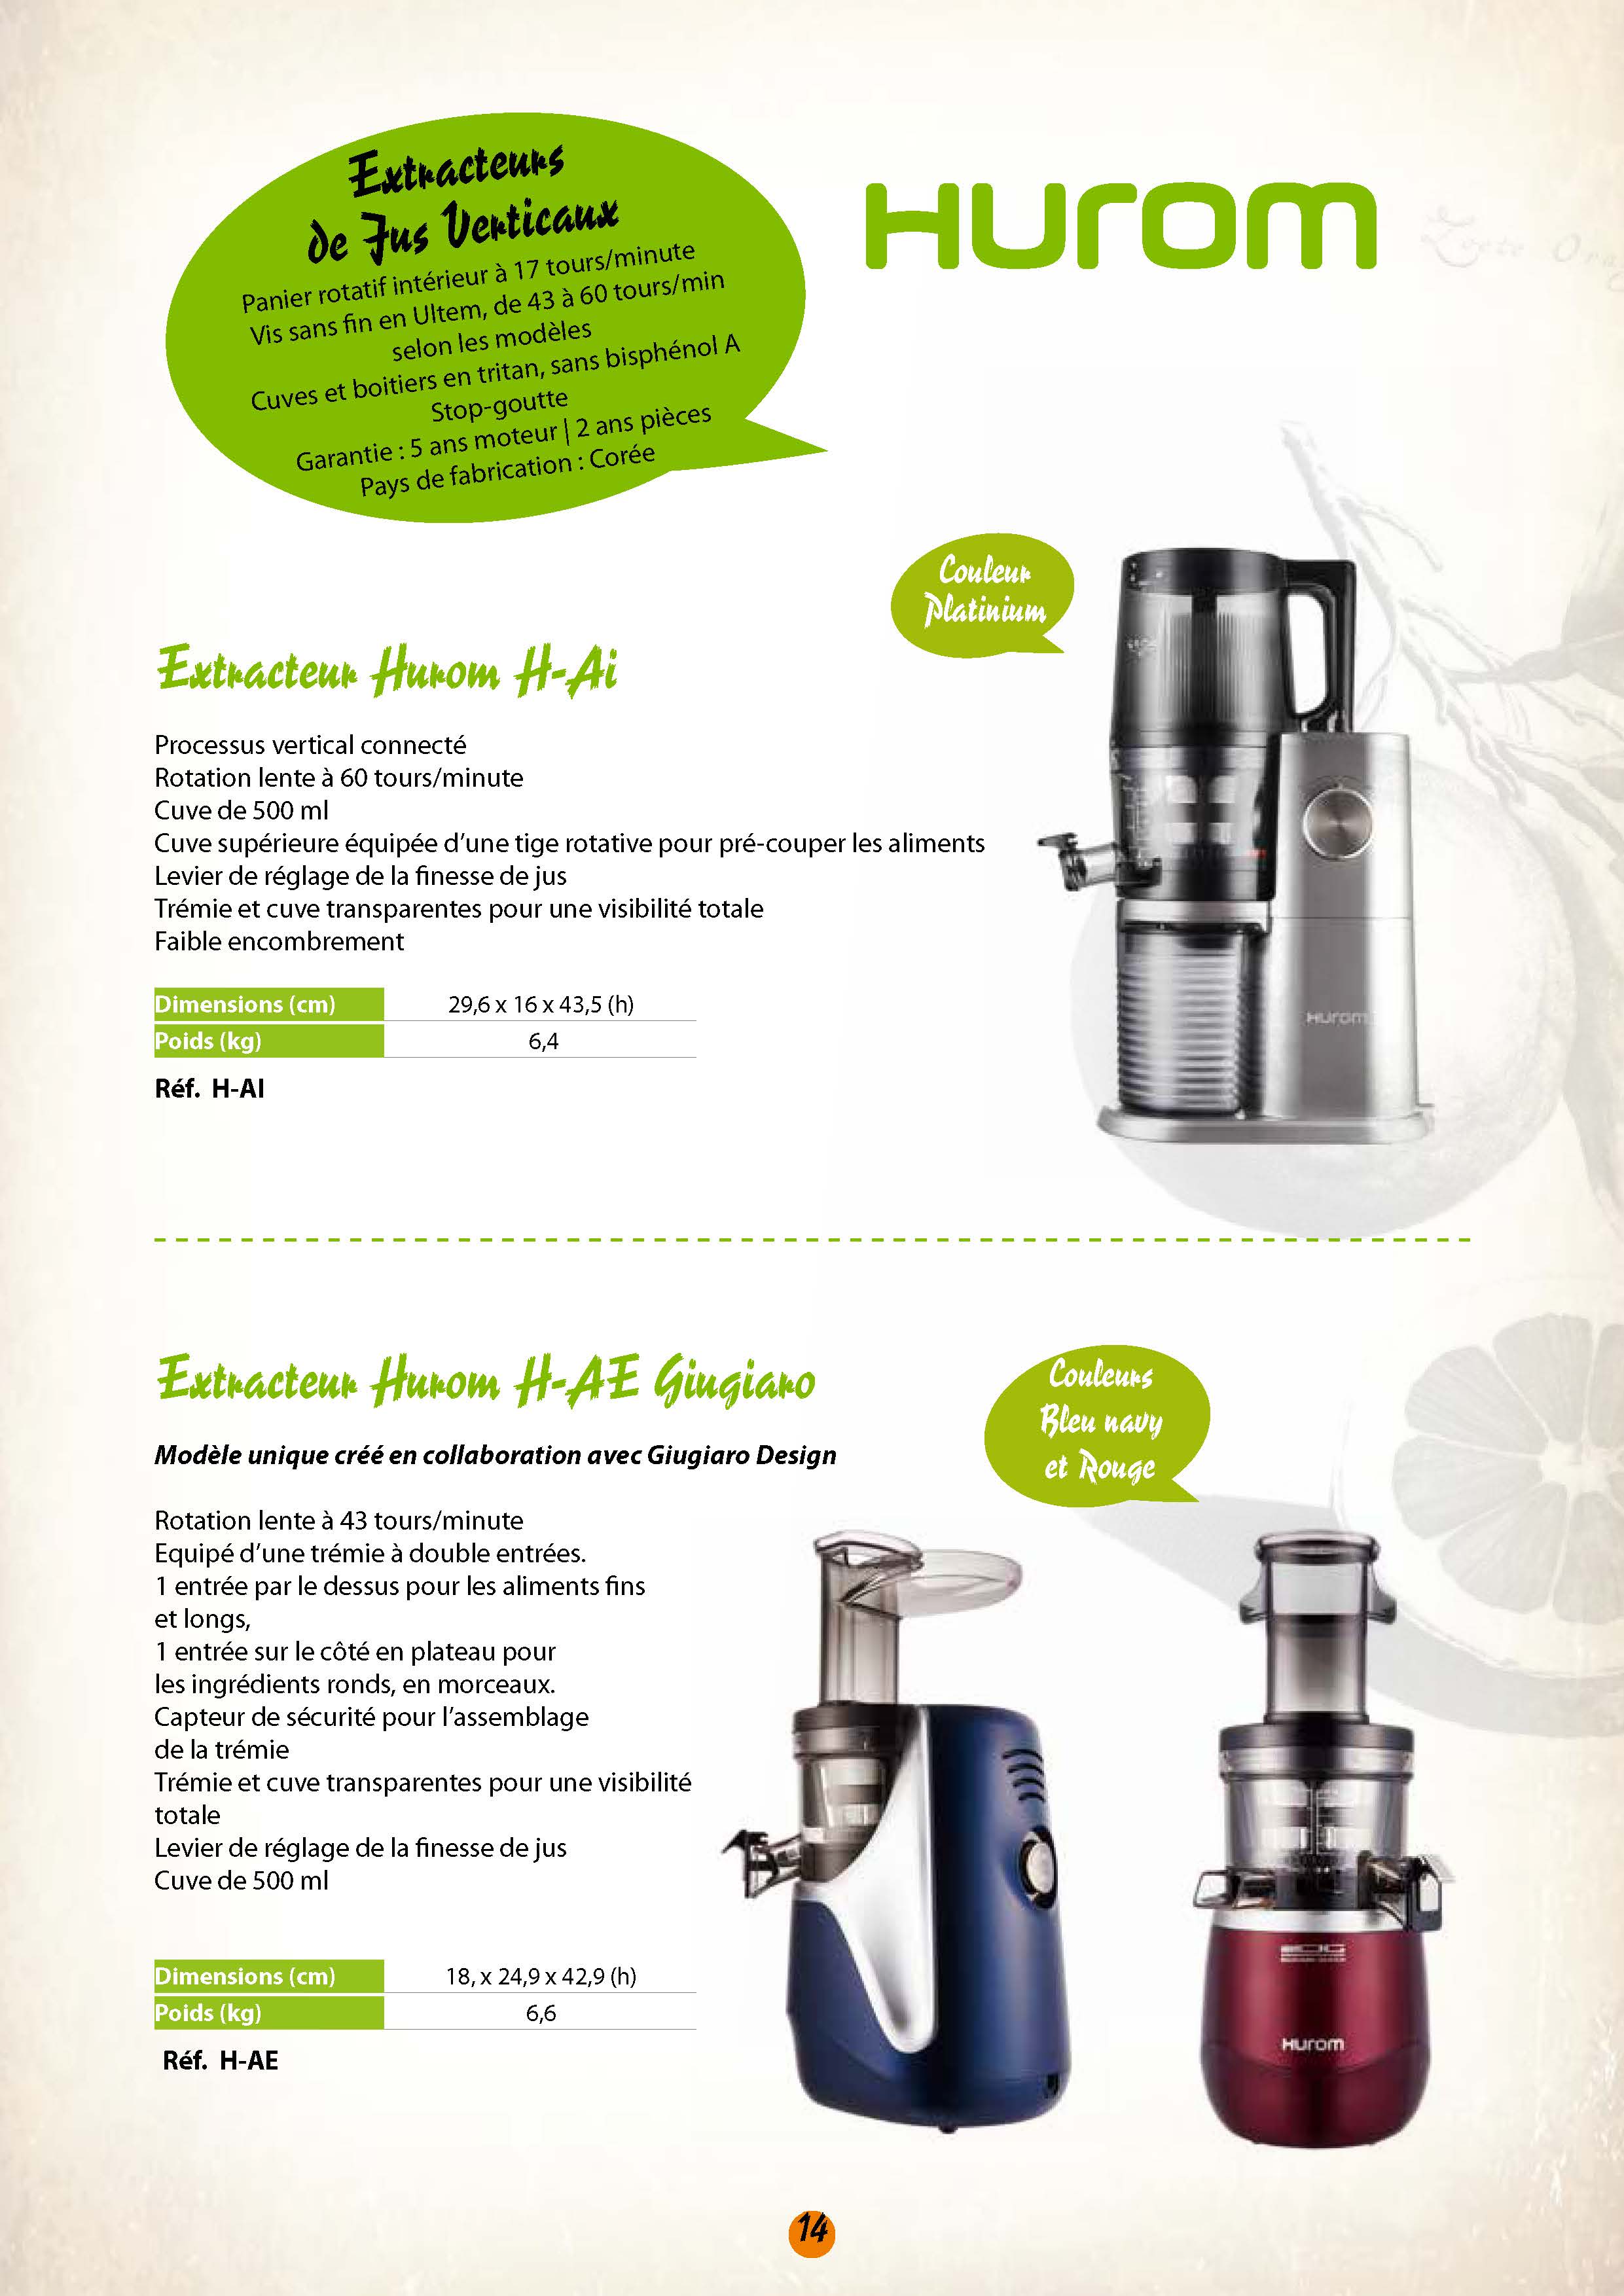 Extracteurs
de Jus Verticaux
Panier rotatif intérieur à 17 tours/minute
Vis sans fin en Ultem, de 43 à 60 tours/min
selon les modèles
Cuves et boitiers en tritan, sans bisphénol A
Stop-goutte
Garantie : 5 ans moteur | 2 ans pièces
Pays de fabrication : Corée
Hurom
Zoete Ora
Couleur
Platinium
Extracteur Hurom H-Ai
Processus vertical connecté
Rotation lente à 60 tours/minute
Cuve de 500 ml
Cuve supérieure équipée d’une tige rotative pour pré-couper les aliments
Levier de réglage de la finesse de jus
Trémie et cuve transparentes pour une visibilité totale
Faible encombrement
Dimensions (cm) 29,6 x 16 x 43,5 (h)
Poids (kg) 6,4
Réf. H-AI
Hurom
Extracteur Hurom H-AE Giugiaro
Couleurs
Bleu navy
et Rouge
Modèle unique créé en collaboration avec Giugiaro Design
Rotation lente à 43 tours/minute
Equipé d’une trémie à double entrées.
1 entrée par le dessus pour les aliments fins
et longs,
1 entrée sur le côté en plateau pour
les ingrédients ronds, en morceaux.
Capteur de sécurité pour l’assemblage
de la trémie
Trémie et cuve transparentes pour une visibilité
totale
Levier de réglage de la finesse de jus
Cuve de 500 ml
Dimensions (cm) 18, x 24,9 x 42,9 (h)
Poids (kg) 6,6
Réf. H-AE
Hurom
14